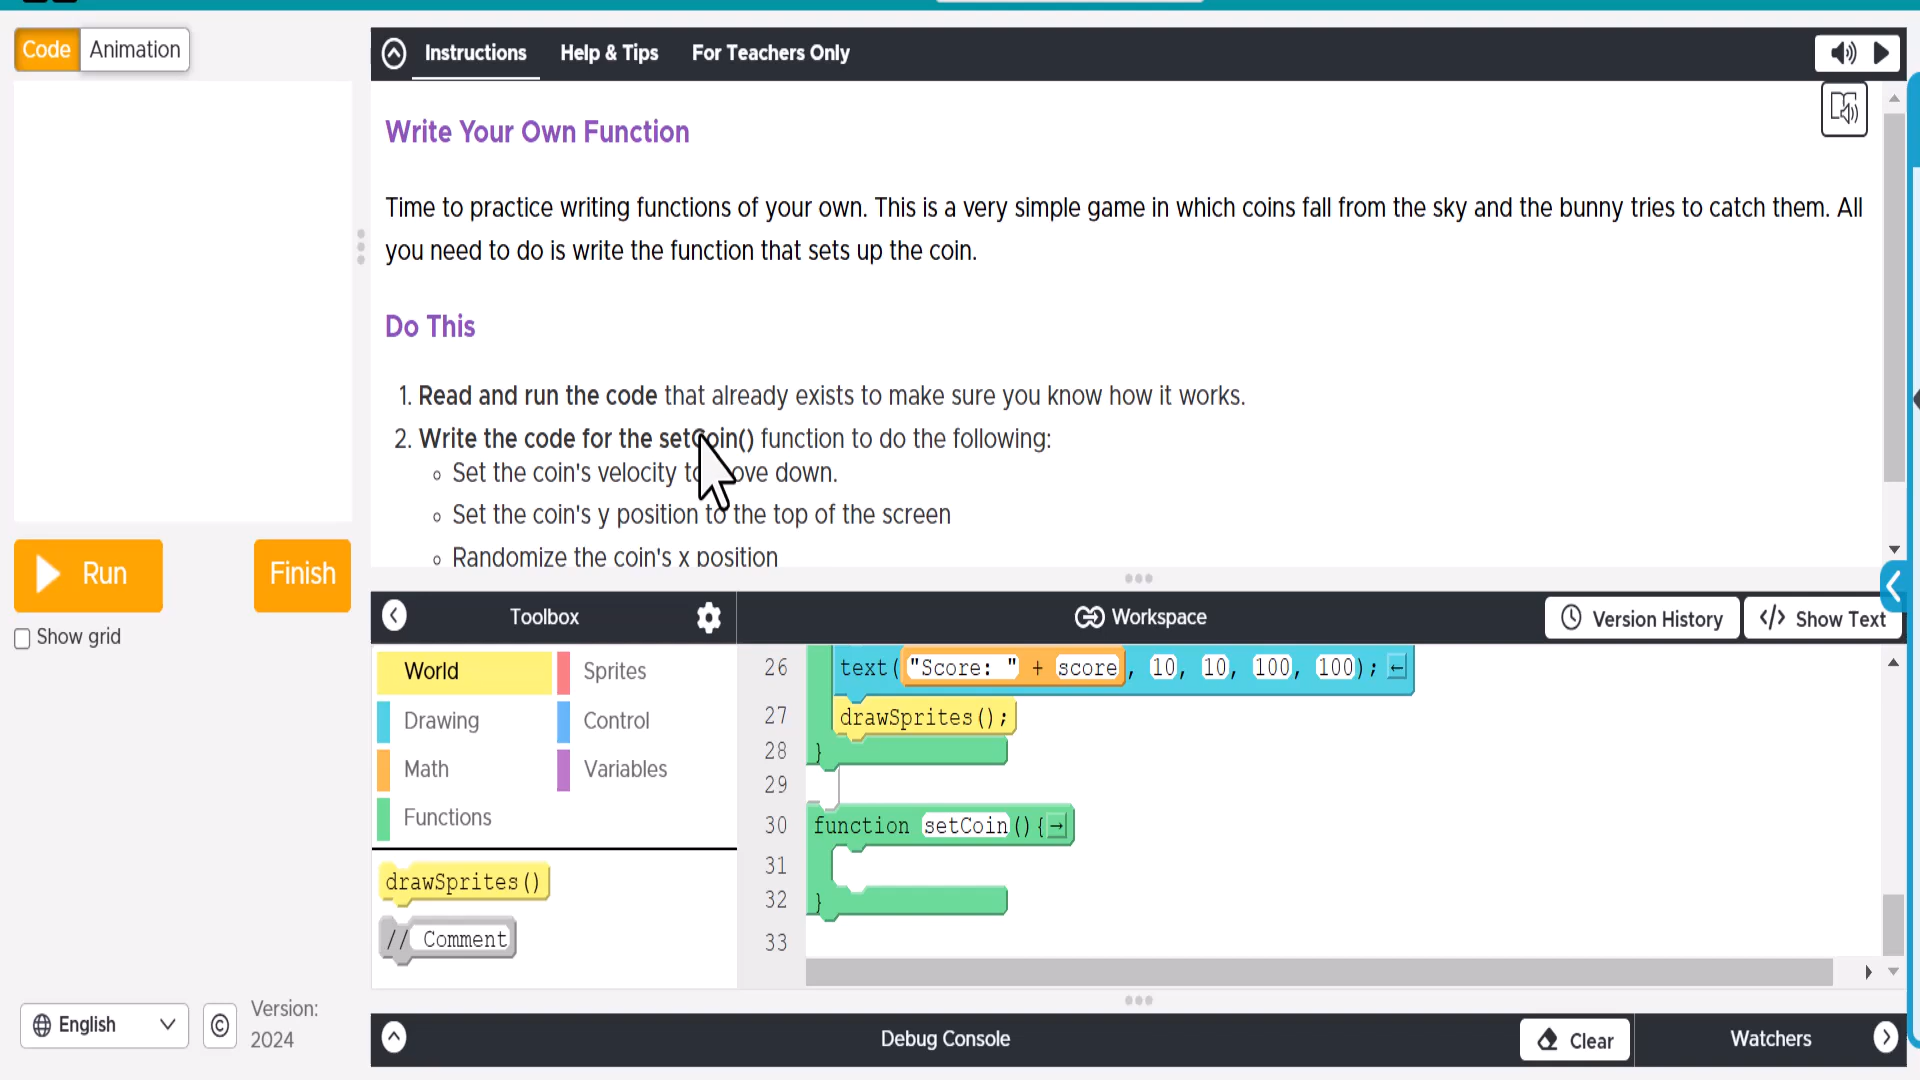 Code Animation
Instructions Help & Tips For Teachers Only
Write Your Own Function
Time to practice writing functions of your own. This is a very simple game in which coins fall from the sky and the bunny tries to catch them. All
you need to do is write the function that sets up the coin.
Do This
1. Read and run the code that already exists to make sure you know how it works.
2. Write the code for the setCoin() function to do the following:
Set the coin's velocity to move down.
Set the coin's y position to the top of the screen
Randomize the coin's x position
Run Finish
Show grid
Toolbox
Workspace
Version History
</> Show Text
World Sprites
Drawing Control
Math Variables
Functions
drawSprites()
// Comment
26 text("Score: " + score, 10, 10, 100, 100);
27 drawSprites();
28 }
29
30 function setCoin(){
31
32 }
33
English
©
Version:
2024
Debug Console
Clear
Watchers